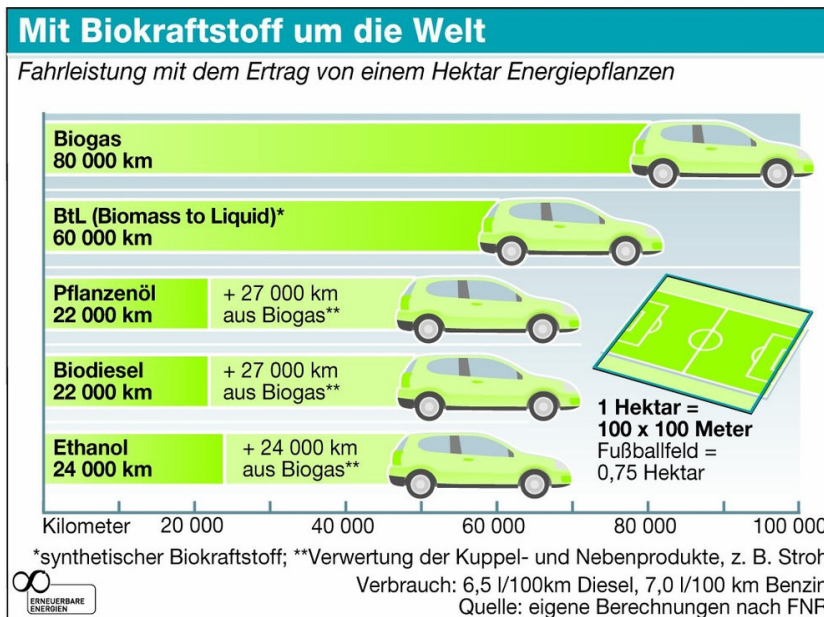 Mit Biokraftstoff um die Welt
Fahrleistung mit dem Ertrag von einem Hektar Energiepflanzen
Biogas
80 000 km
BtL (Biomass to Liquid)*
60 000 km
Pflanzenöl
22 000 km
+ 27 000 km
aus Biogas**
Biodiesel
22 000 km
+ 27 000 km
aus Biogas**
Ethanol
24 000 km
+ 24 000 km
aus Biogas**
1 Hektar =
100 x 100 Meter
Fußballfeld =
0,75 Hektar
Kilometer 20 000 40 000 60 000 80 000 100 000
*synthetischer Biokraftstoff; **Verwertung der Kuppel- und Nebenprodukte, z. B. Stroh
Verbrauch: 6,5 l/100km Diesel, 7,0 l/100 km Benzin
Quelle: eigene Berechnungen nach FNR
ERNEUERBARE
ENERGIEN